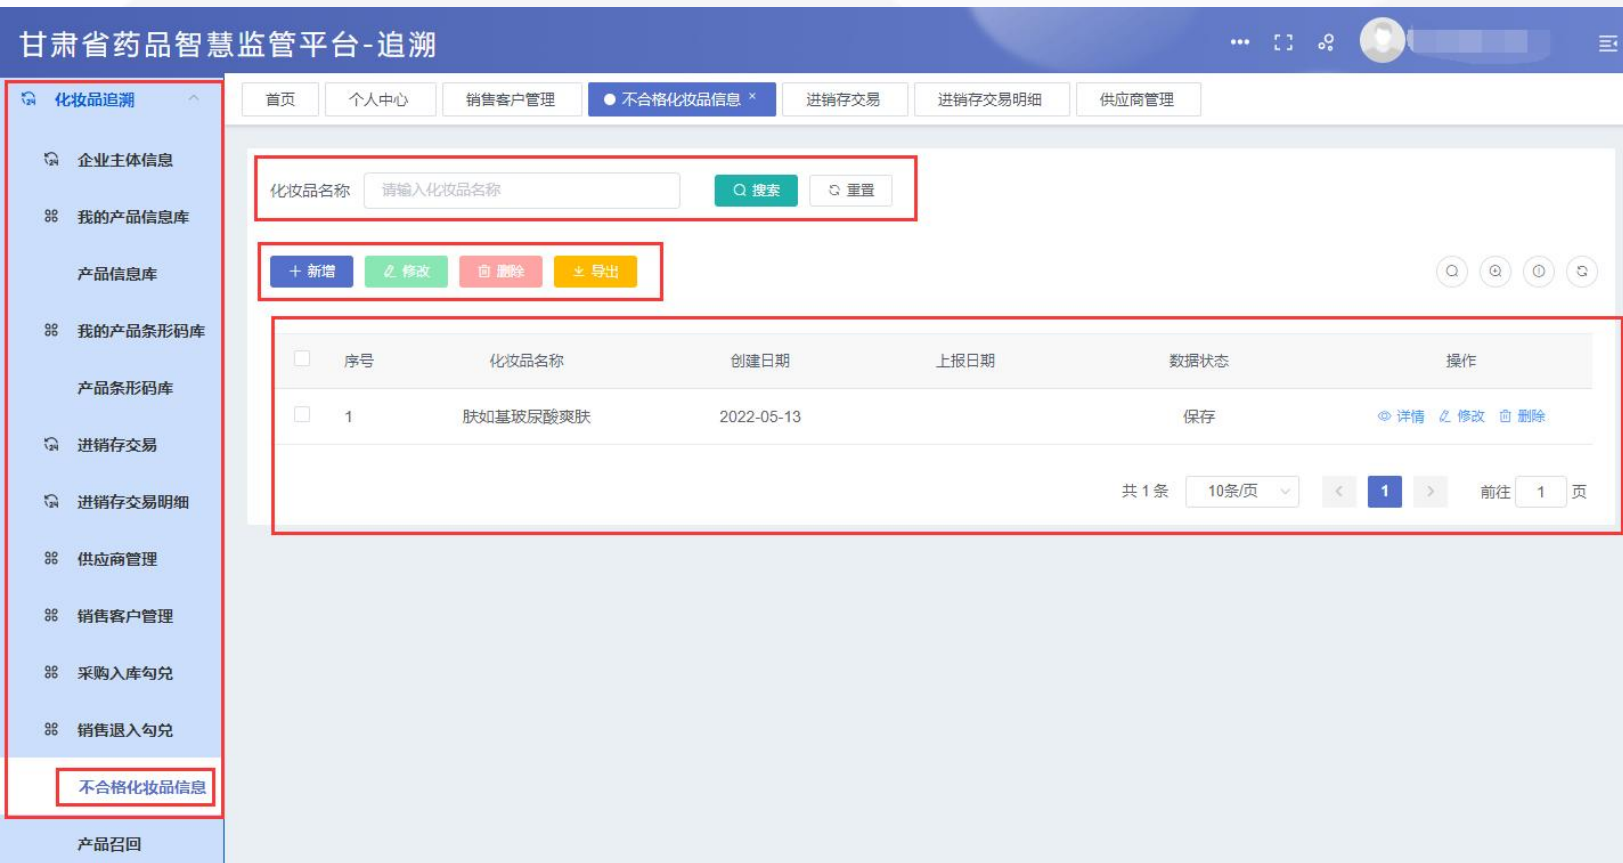 甘肃省药品智慧监管平台-追溯
化妆品追溯
企业主体信息
我的产品信息库
产品信息库
我的产品条形码库
产品条形码库
进销存交易
进销存交易明细
供应商管理
销售客户管理
采购入库勾兑
销售退入勾兑
不合格化妆品信息
产品召回
首页 个人中心 销售客户管理 不合格化妆品信息 × 进销存交易 进销存交易明细 供应商管理
化妆品名称 请输入化妆品名称 搜索 重置
+ 新增 修改 删除 导出
序号 化妆品名称 创建日期 上报日期 数据状态 操作
1 肤如基玻尿酸爽肤 2022-05-13 保存 详情 修改 删除
共 1 条 10条/页 < 1 > 前往 1 页